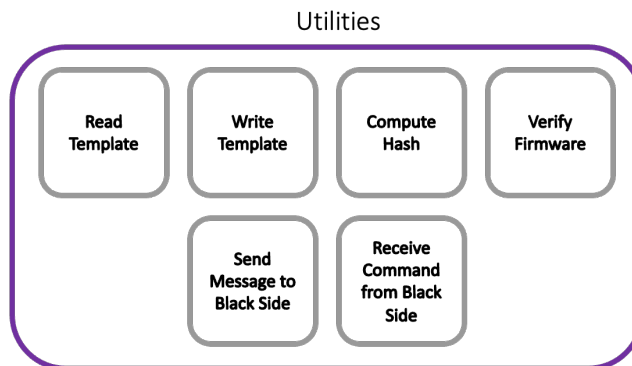 Utilities
Read
Template
Write
Template
Compute
Hash
Verify
Firmware
Send
Message to
Black Side
Receive
Command
from Black
Side